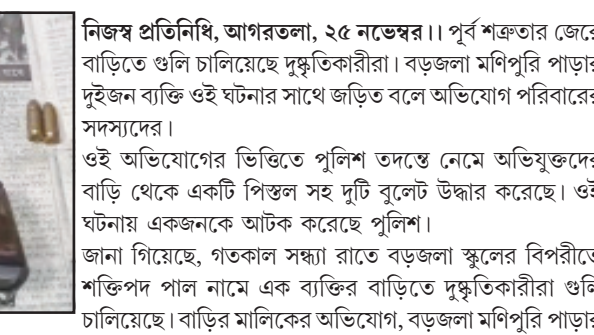 নিজস্ব প্রতিনিধি, আগরতলা, ২৫ নভেম্বর।। পূর্ব শত্রুতার জেরে
বাড়িতে গুলি চালিয়েছে দুষ্কৃতিকারীরা। বড়জলা মণিপুরি পাড়ার
দুইজন ব্যক্তি ওই ঘটনার সাথে জড়িত বলে অভিযোগ পরিবারের
সদস্যদের।
ওই অভিযোগের ভিত্তিতে পুলিশ তদন্তে নেমে অভিযুক্তদের
বাড়ি থেকে একটি পিস্তল সহ দুটি বুলেট উদ্ধার করেছে। ওই
ঘটনায় একজনকে আটক করেছে পুলিশ।
জানা গিয়েছে, গতকাল সন্ধ্যা রাতে বড়জলা স্কুলের বিপরীতে
শক্তিপদ পাল নামে এক ব্যক্তির বাড়িতে দুষ্কৃতিকারীরা গুলি
চালিয়েছে। বাড়ির মালিকের অভিযোগ, বড়জলা মণিপুরি পাড়ার